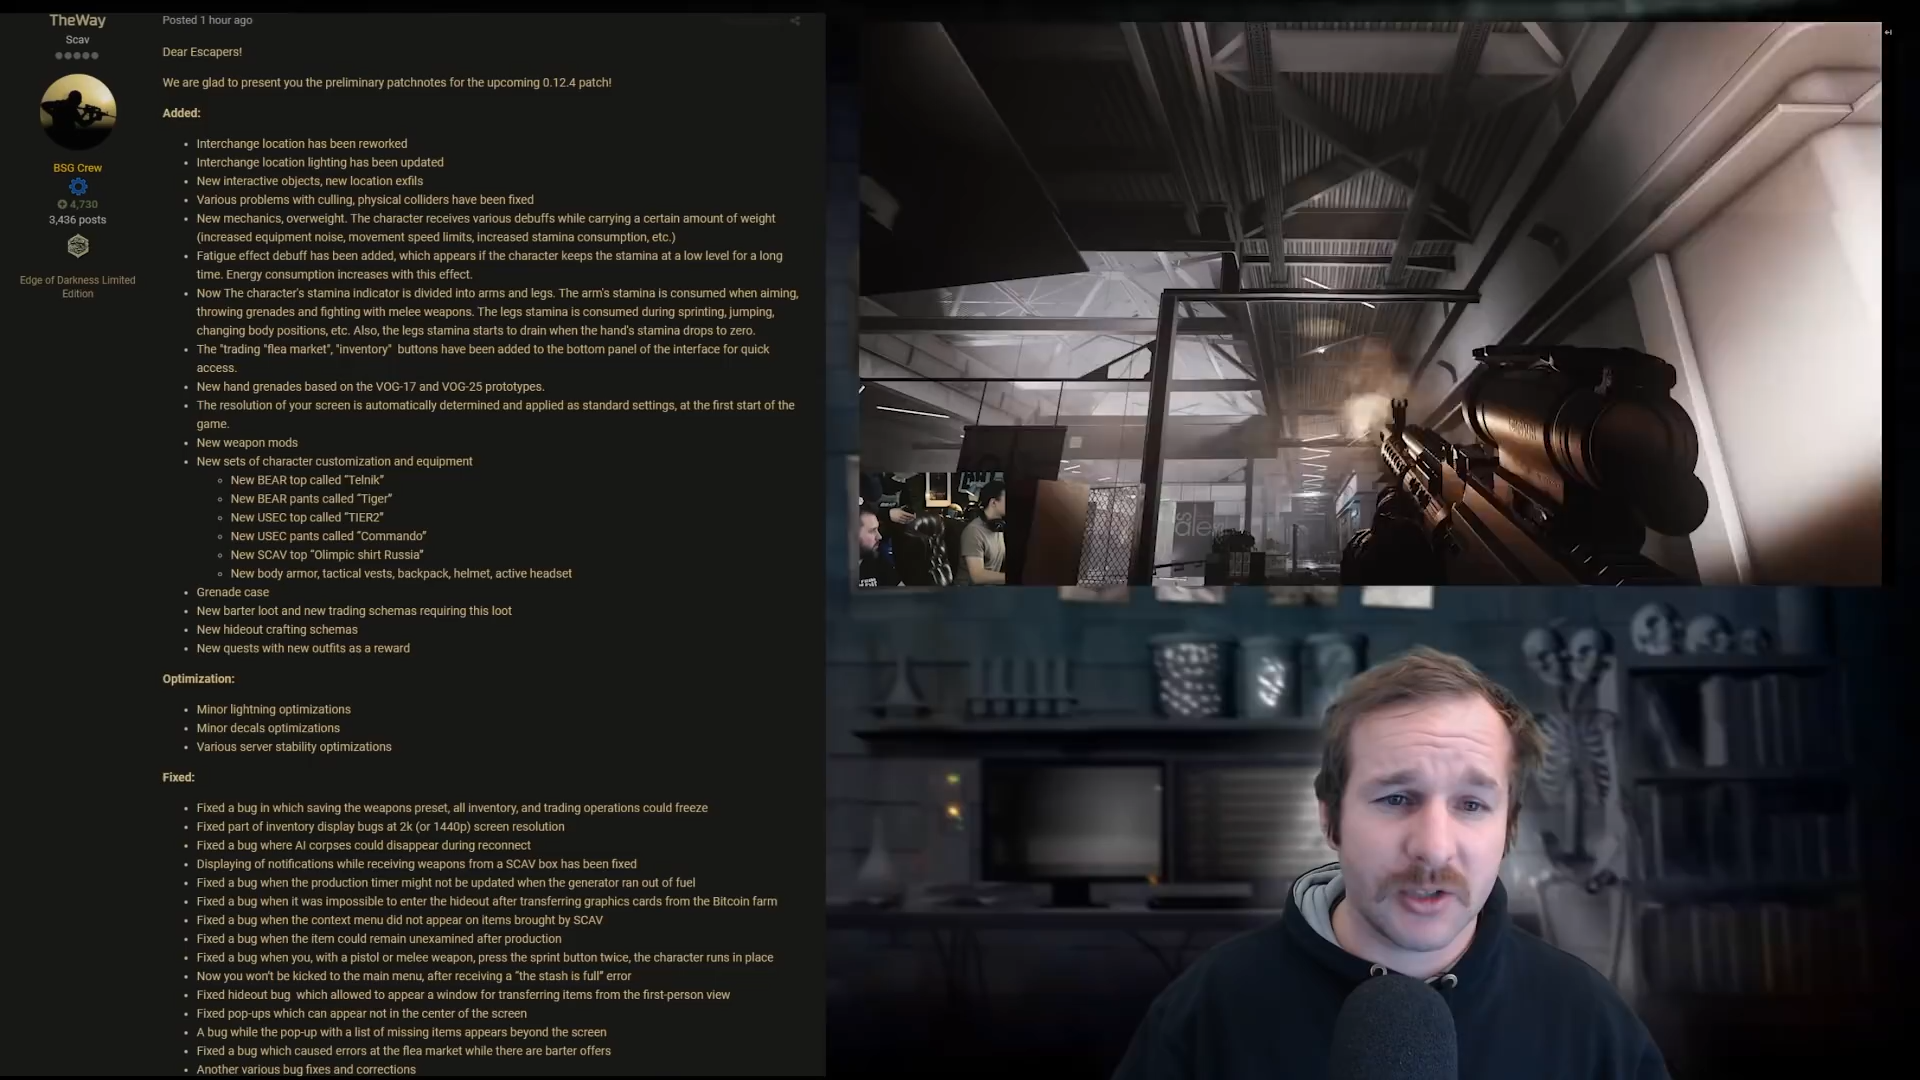 TheWay
Scav
BSG Crew
4,730
3,436 posts
Edge of Darkness Limited
Edition
Posted 1 hour ago
Dear Escapers!
We are glad to present you the preliminary patchnotes for the upcoming 0.12.4 patch!
Added:
Interchange location has been reworked
Interchange location lighting has been updated
New interactive objects, new location exfils
Various problems with culling, physical colliders have been fixed
New mechanics, overweight. The character receives various debuffs while carrying a certain amount of weight
(increased equipment noise, movement speed limits, increased stamina consumption, etc.)
Fatigue effect debuff has been added, which appears if the character keeps the stamina at a low level for a long
time. Energy consumption increases with this effect.
Now The character's stamina indicator is divided into arms and legs. The arm's stamina is consumed when aiming,
throwing grenades and fighting with melee weapons. The legs stamina is consumed during sprinting, jumping,
changing body positions, etc. Also, the legs stamina starts to drain when the hand's stamina drops to zero.
The "trading "flea market", "inventory" buttons have been added to the bottom panel of the interface for quick
access.
New hand grenades based on the VOG-17 and VOG-25 prototypes.
The resolution of your screen is automatically determined and applied as standard settings, at the first start of the
game.
New weapon mods
New sets of character customization and equipment
New BEAR top called “Telnik”
New BEAR pants called “Tiger”
New USEC top called “TIER2”
New USEC pants called “Commando”
New SCAV top “Olimpic shirt Russia”
New body armor, tactical vests, backpack, helmet, active headset
Grenade case
New barter loot and new trading schemas requiring this loot
New hideout crafting schemas
New quests with new outfits as a reward
Optimization:
Minor lightning optimizations
Minor decals optimizations
Various server stability optimizations
Fixed:
Fixed a bug in which saving the weapons preset, all inventory, and trading operations could freeze
Fixed part of inventory display bugs at 2k (or 1440p) screen resolution
Fixed a bug where AI corpses could disappear during reconnect
Displaying of notifications while receiving weapons from a SCAV box has been fixed
Fixed a bug when the production timer might not be updated when the generator ran out of fuel
Fixed a bug when it was impossible to enter the hideout after transferring graphics cards from the Bitcoin farm
Fixed a bug when the context menu did not appear on items brought by SCAV
Fixed a bug when the item could remain unexamined after production
Fixed a bug when you, with a pistol or melee weapon, press the sprint button twice, the character runs in place
Now you won’t be kicked to the main menu, after receiving a “the stash is full” error
Fixed hideout bug which allowed to appear a window for transferring items from the first-person view
Fixed pop-ups which can appear not in the center of the screen
A bug while the pop-up with a list of missing items appears beyond the screen
Fixed a bug which caused errors at the flea market while there are barter offers
Another various bug fixes and corrections